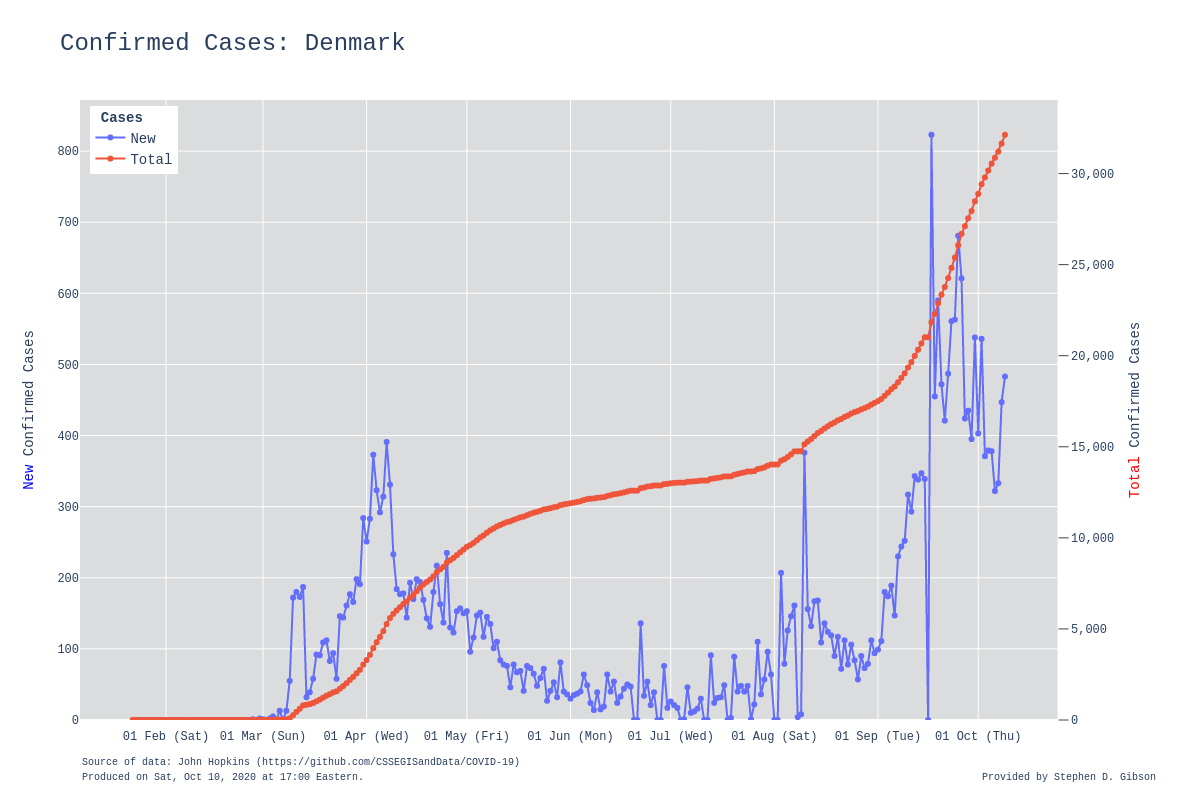 Confirmed Cases: Denmark
Cases
New
Total
800
700
600
500
400
300
200
100
0
New Confirmed Cases
30,000
25,000
20,000
15,000
10,000
5,000
0
Total Confirmed Cases
01 Feb (Sat) 01 Mar (Sun) 01 Apr (Wed) 01 May (Fri) 01 Jun (Mon) 01 Jul (Wed) 01 Aug (Sat) 01 Sep (Tue) 01 Oct (Thu)
Source of data: John Hopkins (https://github.com/CSSEGISandData/COVID-19)
Produced on Sat, Oct 10, 2020 at 17:00 Eastern.
Provided by Stephen D. Gibson